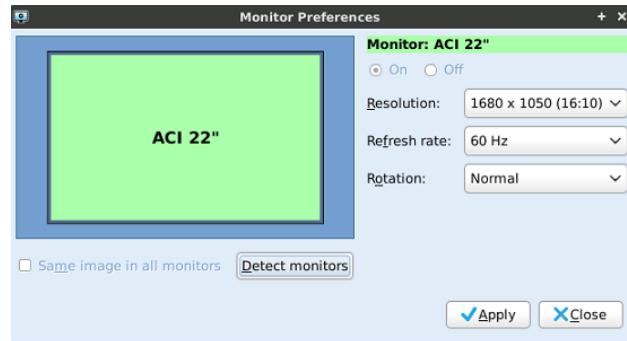 Monitor Preferences
Monitor: ACI 22"
On Off
Resolution: 1680 x 1050 (16:10)
ACI 22"
Refresh rate: 60 Hz
Rotation: Normal
Same image in all monitors Detect monitors
Apply Close